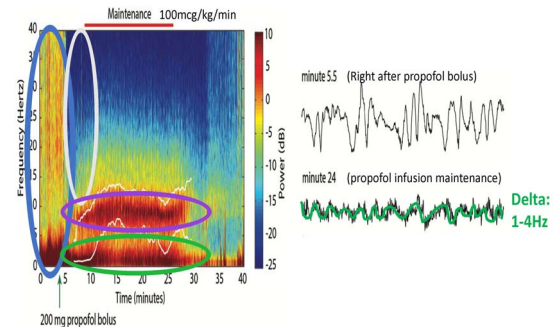 Maintenance 100mcg/kg/min
Frequency (Hertz)
40
35
30
25
20
15
10
5
0
0 5 10 15 20 25 30 35 40
Time (minutes)
200 mg propofol bolus
10
5
0
-5
-10
-15
-20
-25
Power (dB)
minute 5.5 (Right after propofol bolus)
minute 24 (propofol infusion maintenance)
Delta:
1-4Hz